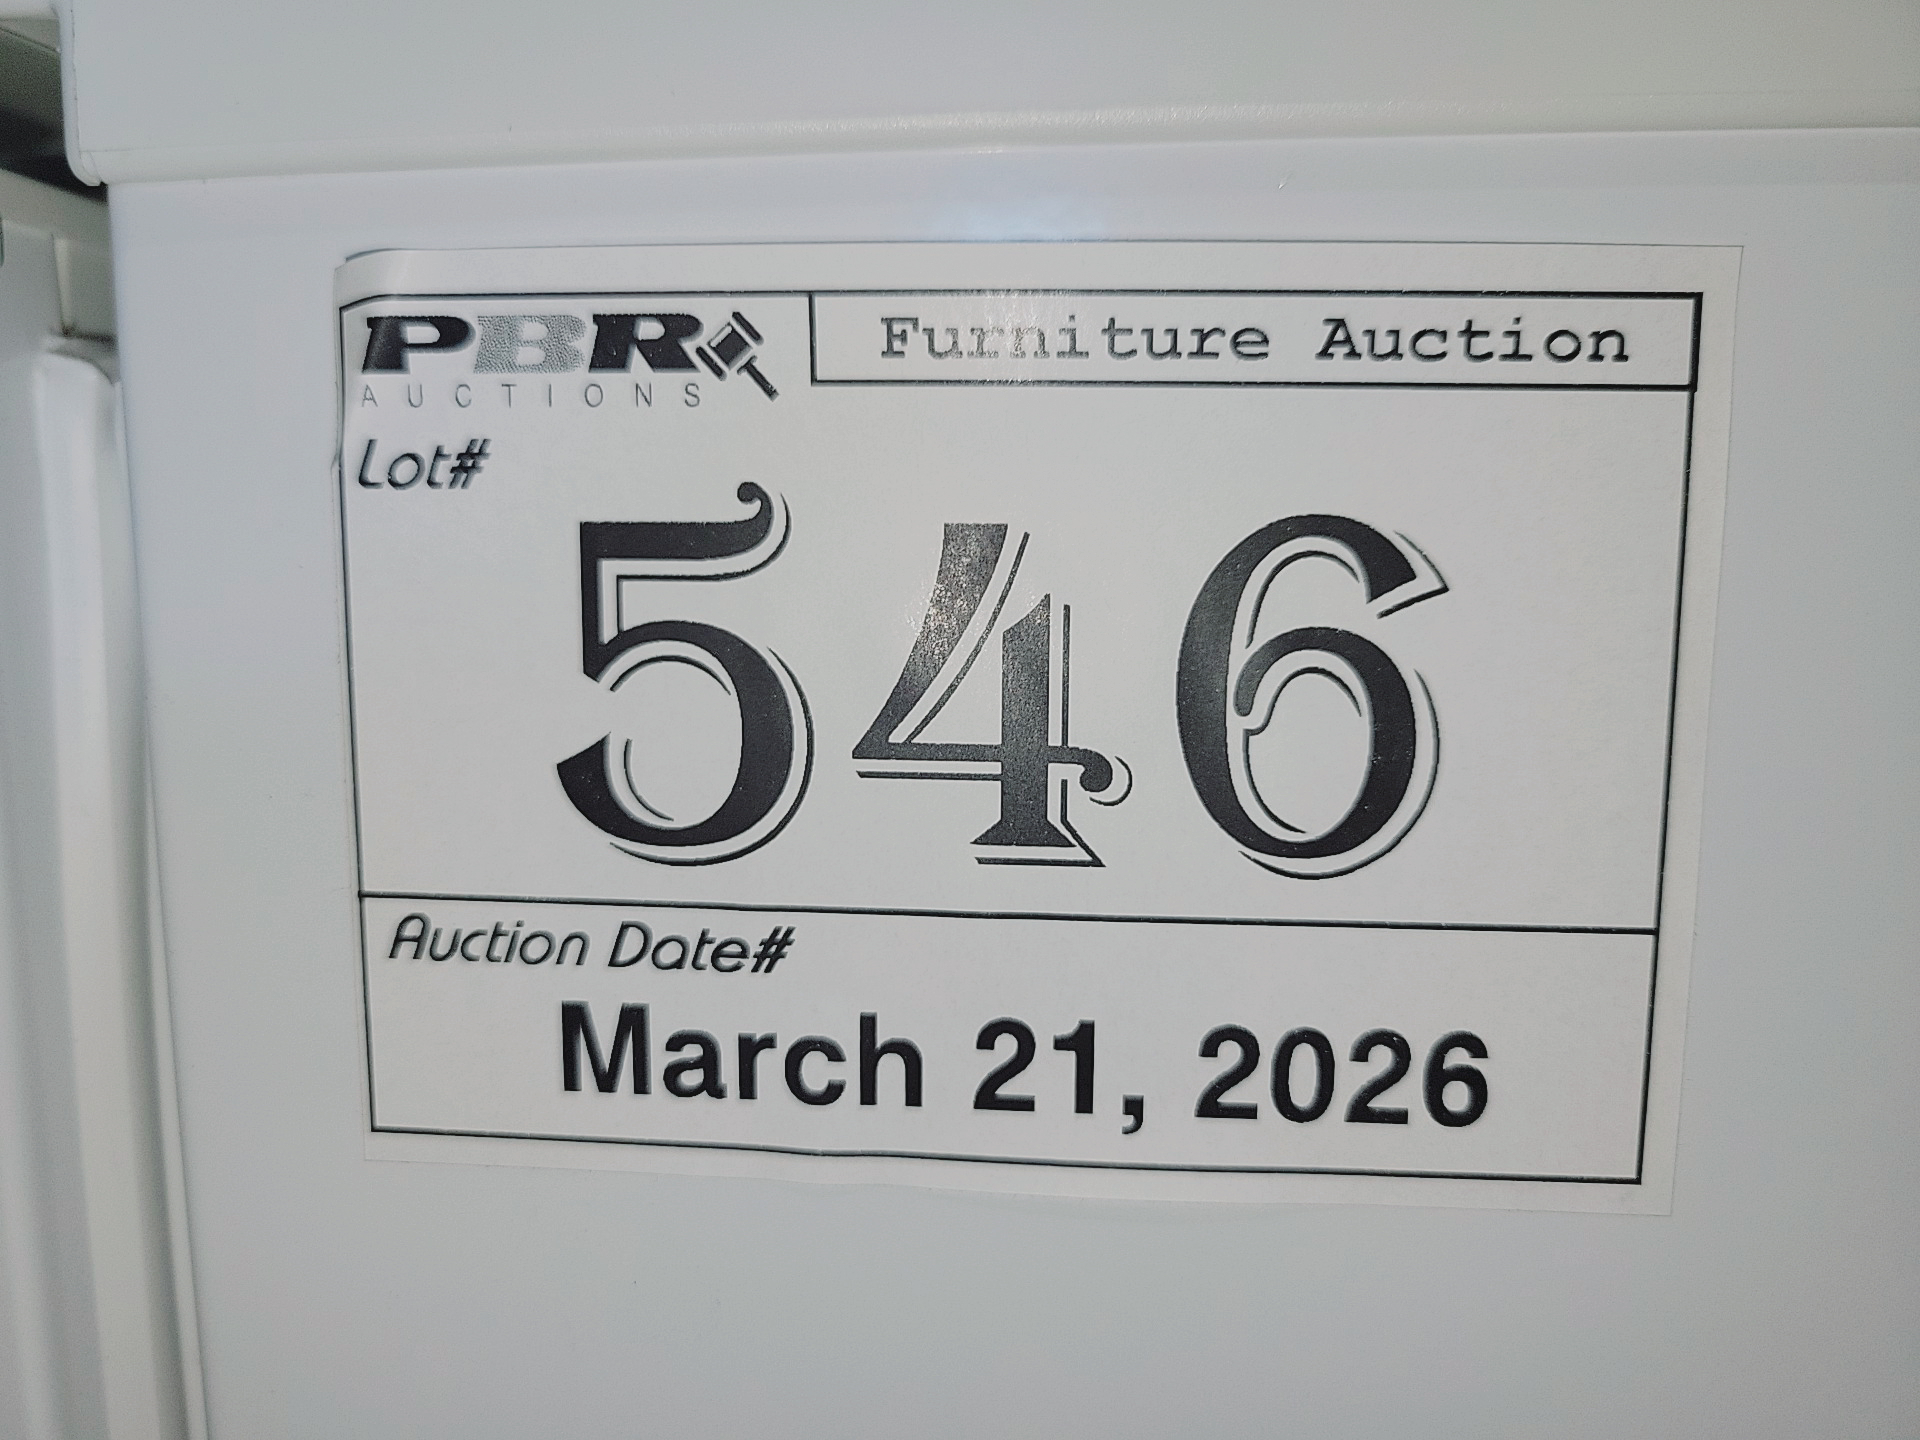 PBR
AUCTIONS
Furniture Auction
Lot#
546
Auction Date#
March 21, 2026